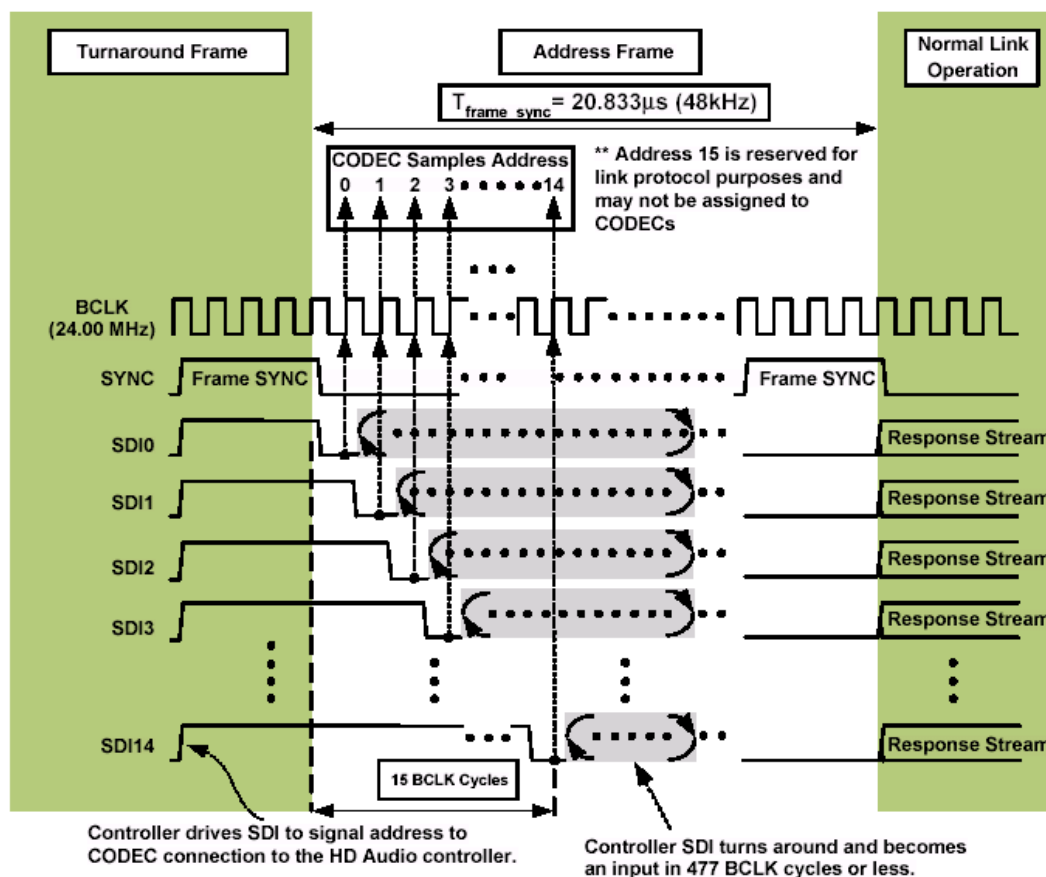 Turnaround Frame
Address Frame
Normal Link
Operation
Tframe sync= 20.833µs (48kHz)
CODEC Samples Address
0 1 2 3 14
** Address 15 is reserved for
link protocol purposes and
may not be assigned to
CODECs
BCLK
(24.00 MHz)
SYNC
Frame SYNC
Frame SYNC
SDI0
Response Stream
SDI1
Response Stream
SDI2
Response Stream
SDI3
Response Stream
SDI14
Response Stream
15 BCLK Cycles
Controller drives SDI to signal address to
CODEC connection to the HD Audio controller.
Controller SDI turns around and becomes
an input in 477 BCLK cycles or less.